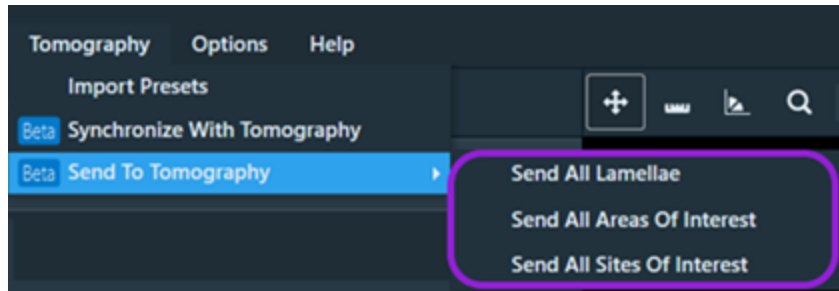 Tomography Options Help
Import Presets
Beta Synchronize With Tomography
Beta Send To Tomography
Send All Lamellae
Send All Areas Of Interest
Send All Sites Of Interest